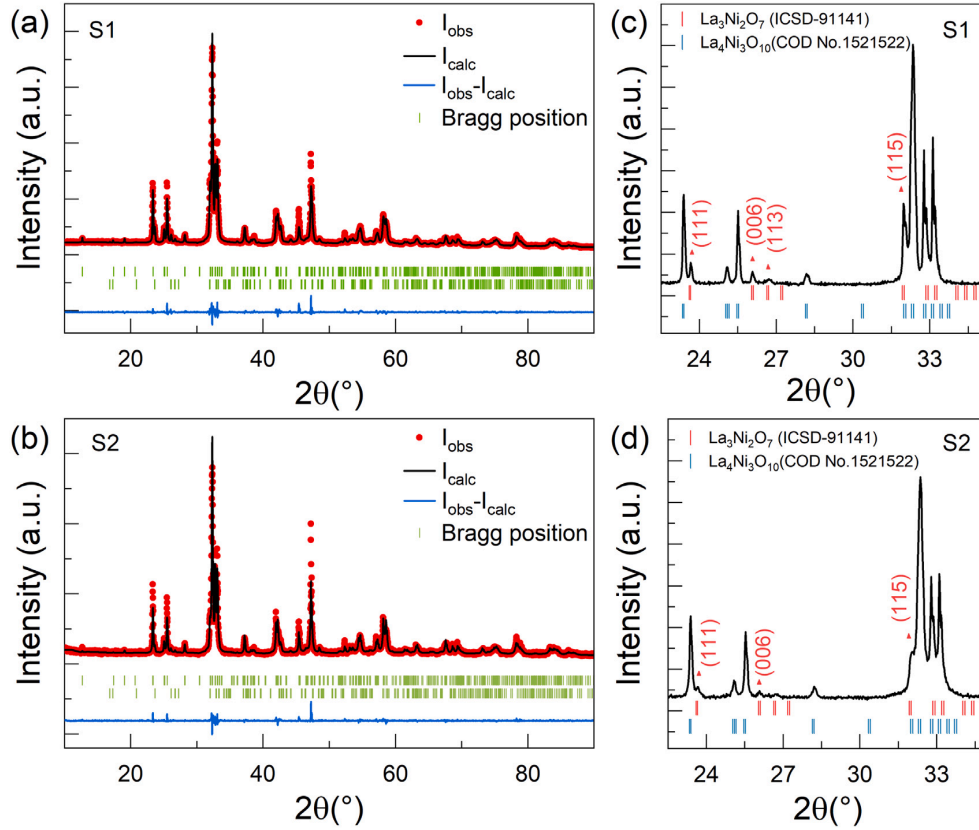 (a)
S1
I_obs
I_calc
I_obs-I_calc
Bragg position
Intensity (a.u.)
20
40
60
80
2θ(°)
(b)
S2
I_obs
I_calc
I_obs-I_calc
Bragg position
Intensity (a.u.)
20
40
60
80
2θ(°)
(c)
La3Ni2O7 (ICSD-91141)
S1
La4Ni3O10(COD No.1521522)
(111)
(006)
(113)
(115)
Intensity (a.u.)
24
27
30
33
2θ(°)
(d)
La3Ni2O7 (ICSD-91141)
S2
La4Ni3O10(COD No.1521522)
(111)
(006)
(115)
Intensity (a.u.)
24
27
30
33
2θ(°)